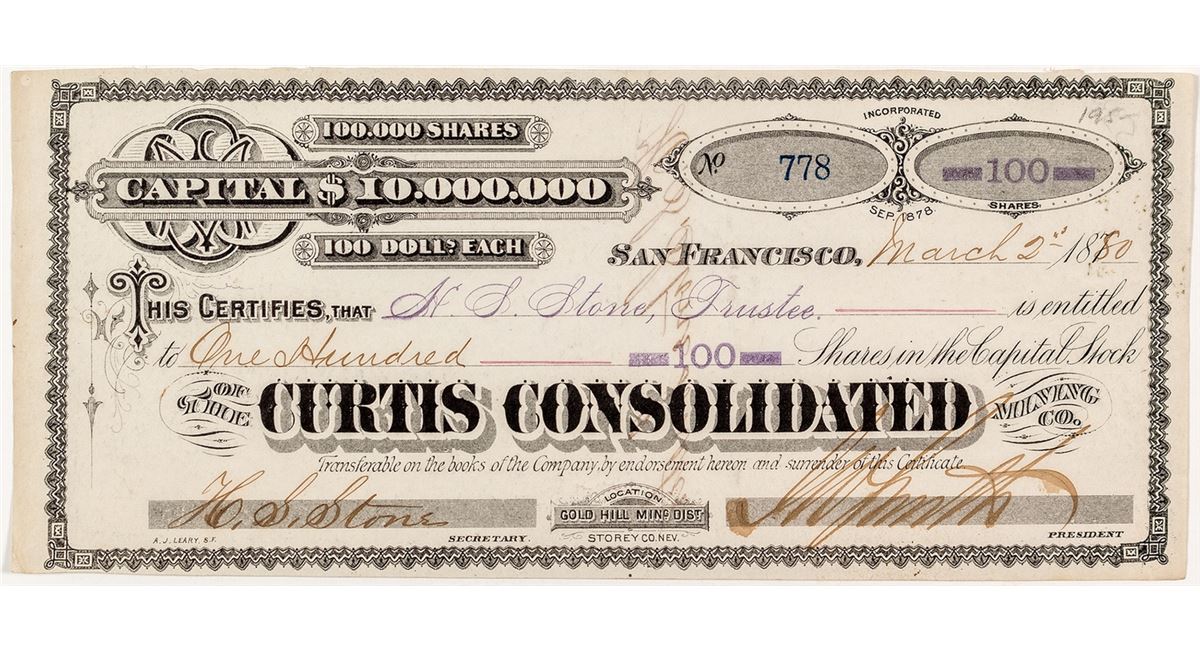 100.000 SHARES
CAPITAL $ 10.000.000
100 DOLLS. EACH
INCORPORATED
No 778
100
SHARES
SEP. 1878.
195
SAN FRANCISCO, March 2nd 1880
THIS CERTIFIES, THAT H. S. Stone, Trustee. is entitled
to One Hundred 100 Shares in the Capital Stock
OF THE CURTIS CONSOLIDATED MINING CO.
Transferable on the books of the Company, by endorsement hereon and surrender of this Certificate.
H. S. Stone
LOCATION
GOLD HILL MING DIST
STOREY CO. NEV.
A. J. LEARY, S.F.
SECRETARY.
PRESIDENT